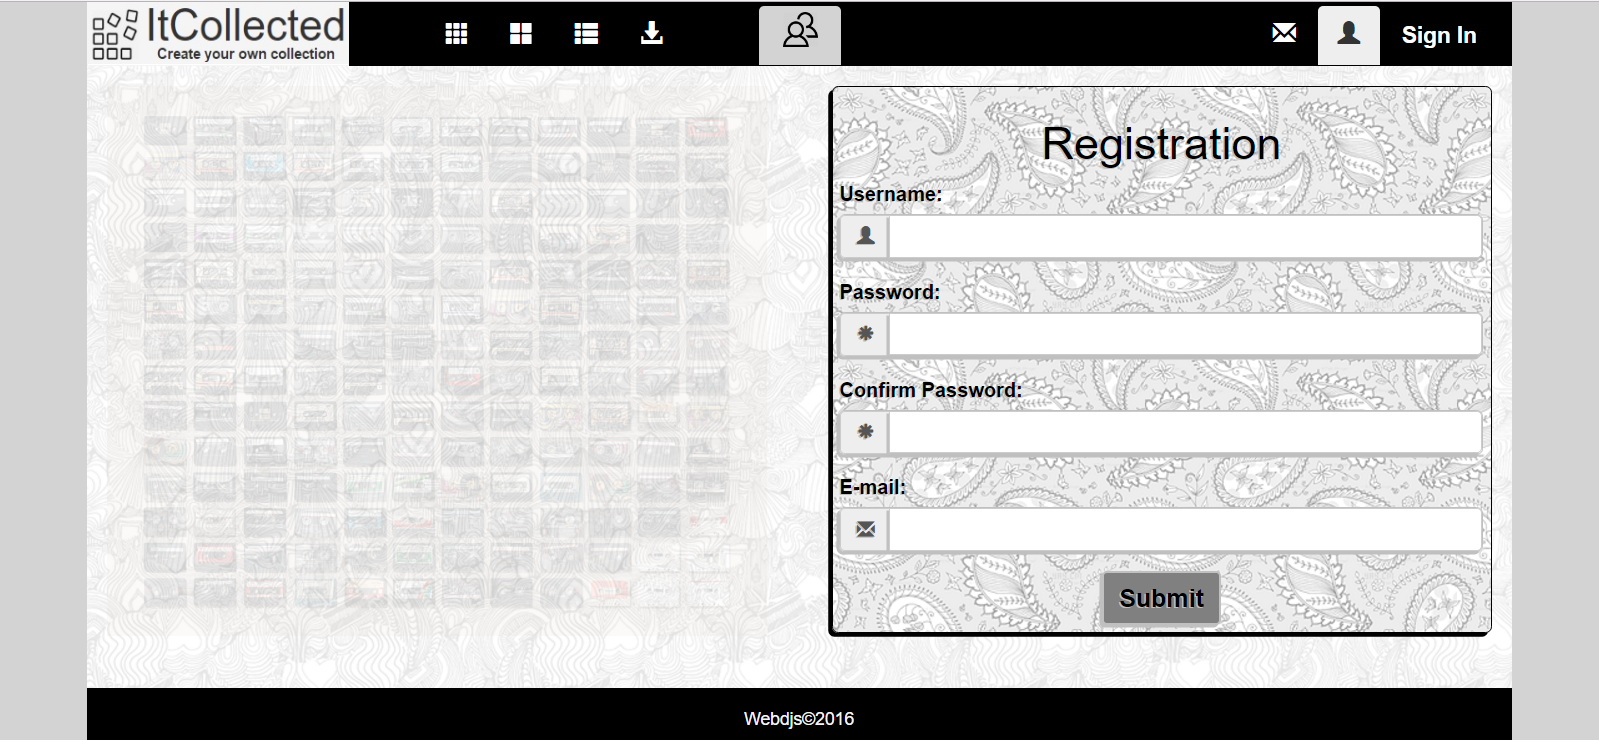 ItCollected
Create your own collection
Sign In
Registration
Username:
Password:
Confirm Password:
E-mail:
Submit
Webdjs©2016